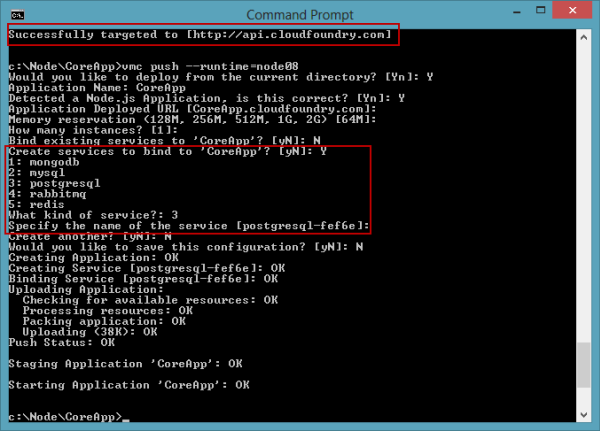 Command Prompt
Successfully targeted to [http://api.cloudfoundry.com]
c:\Node\CoreApp>vmc push --runtime=node08
Would you like to deploy from the current directory? [Yn]: Y
Application Name: CoreApp
Detected a Node.js Application, is this correct? [Yn]: Y
Application Deployed URL [CoreApp.cloudfoundry.com]:
Memory reservation (128M, 256M, 512M, 1G, 2G) [64M]:
How many instances? [1]:
Bind existing services to 'CoreApp'? [yN]: N
Create services to bind to 'CoreApp'? [yN]: Y
1: mongodb
2: mysql
3: postgresql
4: rabbitmq
5: redis
What kind of service?: 3
Specify the name of the service [postgresql-fef6e]:
Create another? [yN]: N
Would you like to save this configuration? [yN]: N
Creating Application: OK
Creating Service [postgresql-fef6e]: OK
Binding Service [postgresql-fef6e]: OK
Uploading Application:
  Checking for available resources: OK
  Processing resources: OK
  Packing application: OK
  Uploading (38K): OK
Push Status: OK
Staging Application 'CoreApp': OK
Starting Application 'CoreApp': OK
c:\Node\CoreApp>_